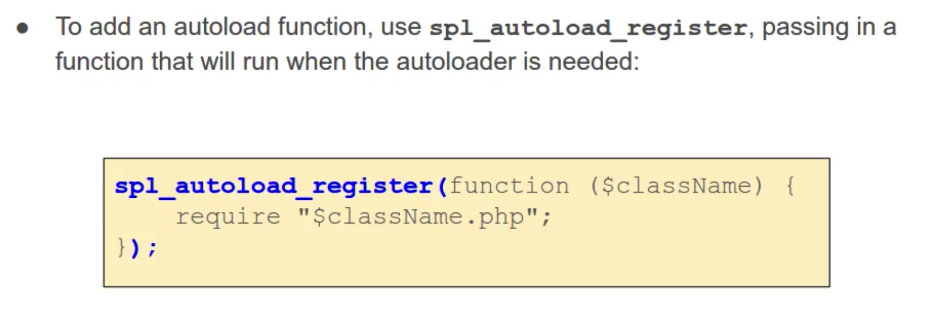 ● To add an autoload function, use spl_autoload_register, passing in a
function that will run when the autoloader is needed:
spl_autoload_register(function ($className) {
    require "$className.php";
});